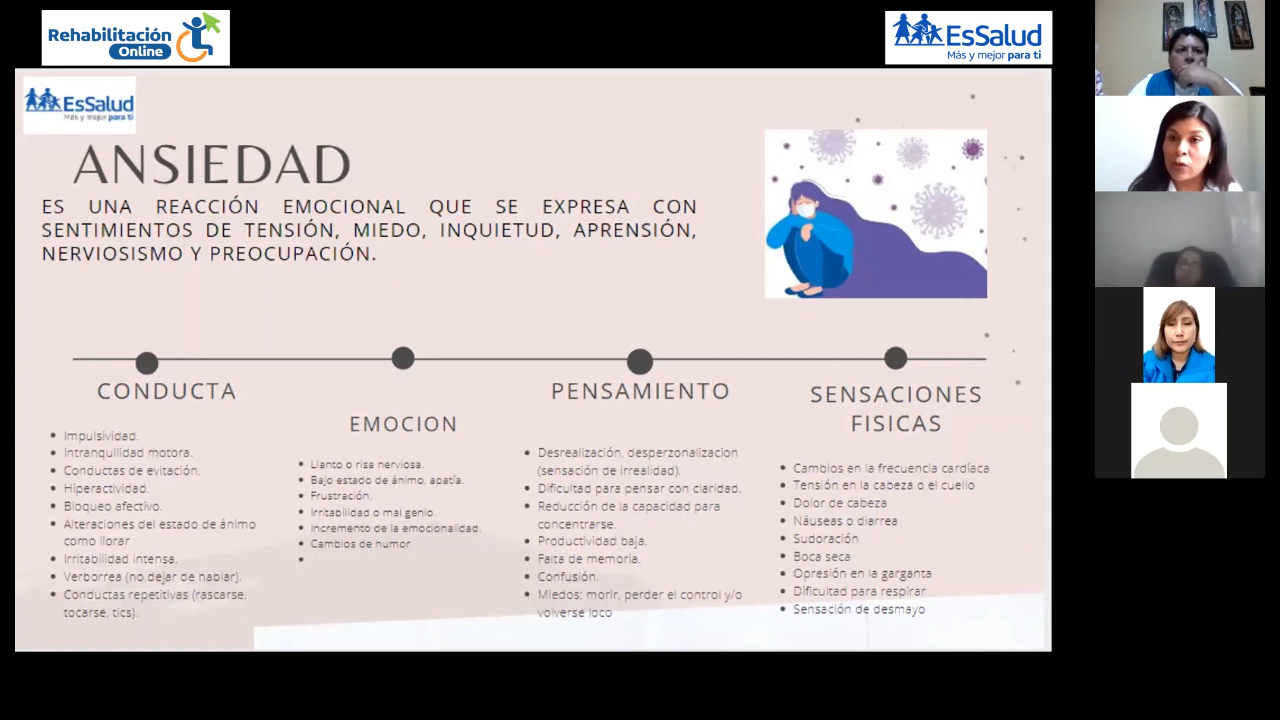 Rehabilitación
Online
EsSalud
Más y mejor para ti
EsSalud
Más y mejor para ti
ANSIEDAD
ES UNA REACCIÓN EMOCIONAL QUE SE EXPRESA CON
SENTIMIENTOS DE TENSIÓN, MIEDO, INQUIETUD, APRENSIÓN,
NERVIOSISMO Y PREOCUPACIÓN.
CONDUCTA
• Impulsividad.
• Intranquilidad motora.
• Conductas de evitación.
• Hiperactividad.
• Bloqueo afectivo.
• Alteraciones del estado de ánimo
como llorar
• Irritabilidad intensa.
• Verborrea (no dejar de hablar).
• Conductas repetitivas (rascarse,
tocarse, tics).
EMOCION
• Llanto o risa nerviosa.
• Bajo estado de ánimo, apatía.
• Frustración.
• Irritabilidad o mal genio.
• Incremento de la emocionalidad.
• Cambios de humor
•
PENSAMIENTO
• Desrealización, desperzonalizacion
(sensación de irrealidad).
• Dificultad para pensar con claridad.
• Reducción de la capacidad para
concentrarse.
• Productividad baja.
• Falta de memoria.
• Confusión.
• Miedos: morir, perder el control y/o
volverse loco
SENSACIONES
FISICAS
• Cambios en la frecuencia cardíaca
• Tensión en la cabeza o el cuello
• Dolor de cabeza
• Náuseas o diarrea
• Sudoración
• Boca seca
• Opresión en la garganta
• Dificultad para respirar
• Sensación de desmayo